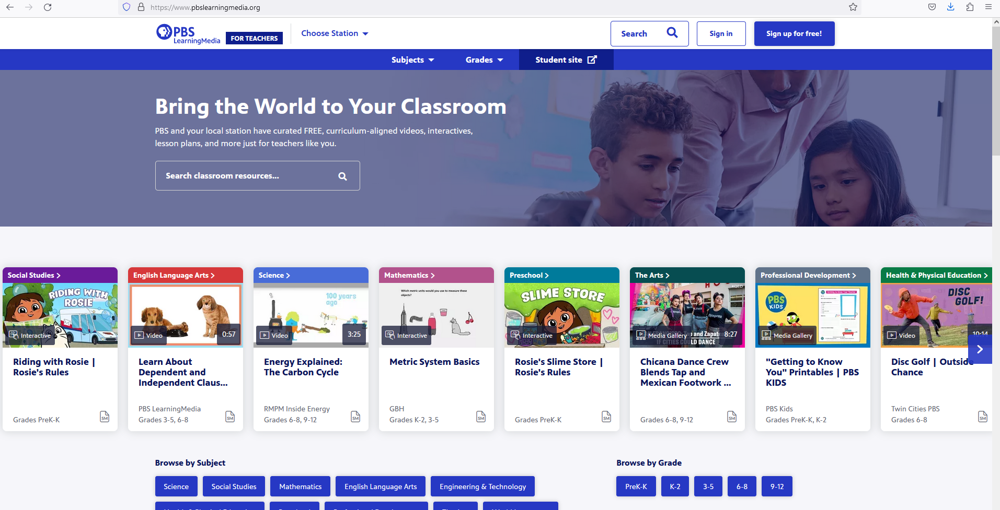 https://www.pbslearningmedia.org
PBS
LearningMedia
FOR TEACHERS
Choose Station
Search
Sign in
Sign up for free!
Subjects
Grades
Student site
Bring the World to Your Classroom
PBS and your local station have curated FREE, curriculum-aligned videos, interactives,
lesson plans, and more just for teachers like you.
Search classroom resources...
Social Studies
RIDING WITH
ROSIE
Interactive
Riding with Rosie |
Rosie's Rules
Grades PreK-K
SM
English Language Arts
Video
0:57
Learn About
Dependent and
Independent Claus...
PBS LearningMedia
Grades 3-5, 6-8
SM
Science
100 years
ago
Video
3:25
Energy Explained:
The Carbon Cycle
RMPM Inside Energy
Grades 6-8, 9-12
SM
Mathematics
Which metric units would you use to measure these
objects?
Interactive
Metric System Basics
GBH
Grades K-2, 3-5
SM
Preschool
SLIME STORE
Interactive
Rosie's Slime Store |
Rosie's Rules
Grades PreK-K
SM
The Arts
KQED
Media Gallery
and Zapat
8:27
IF CITIES COULD DANCE
Chicana Dance Crew
Blends Tap and
Mexican Footwork ...
Grades 6-8, 9-12
SM
Professional Development
PBS
KIDS
Getting to Know Your Teacher
Media Gallery
"Getting to Know
You" Printables | PBS
KIDS
PBS Kids
Grades PreK-K, K-2
Health & Physical Education
DISC
GOLF!
Video
10:14
Disc Golf | Outside
Chance
Twin Cities PBS
Grades 6-8
SM
Browse by Subject
Science
Social Studies
Mathematics
English Language Arts
Engineering & Technology
Browse by Grade
PreK-K
K-2
3-5
6-8
9-12